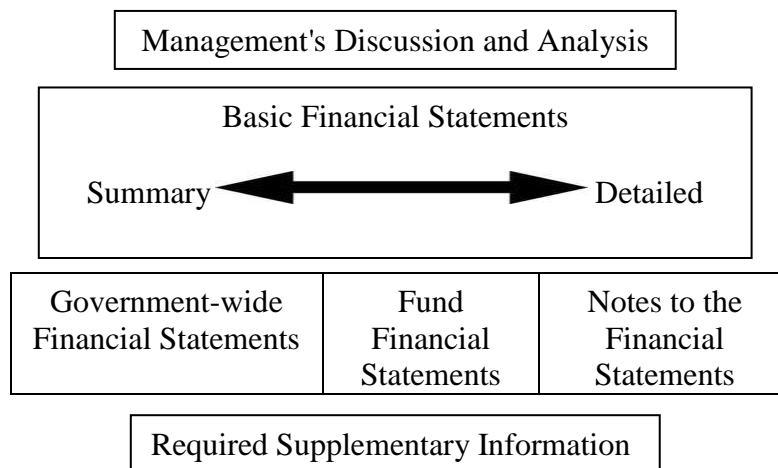 Management's Discussion and Analysis
Basic Financial Statements
Summary Detailed
Government-wide
Financial Statements
Fund
Financial
Statements
Notes to the
Financial
Statements
Required Supplementary Information